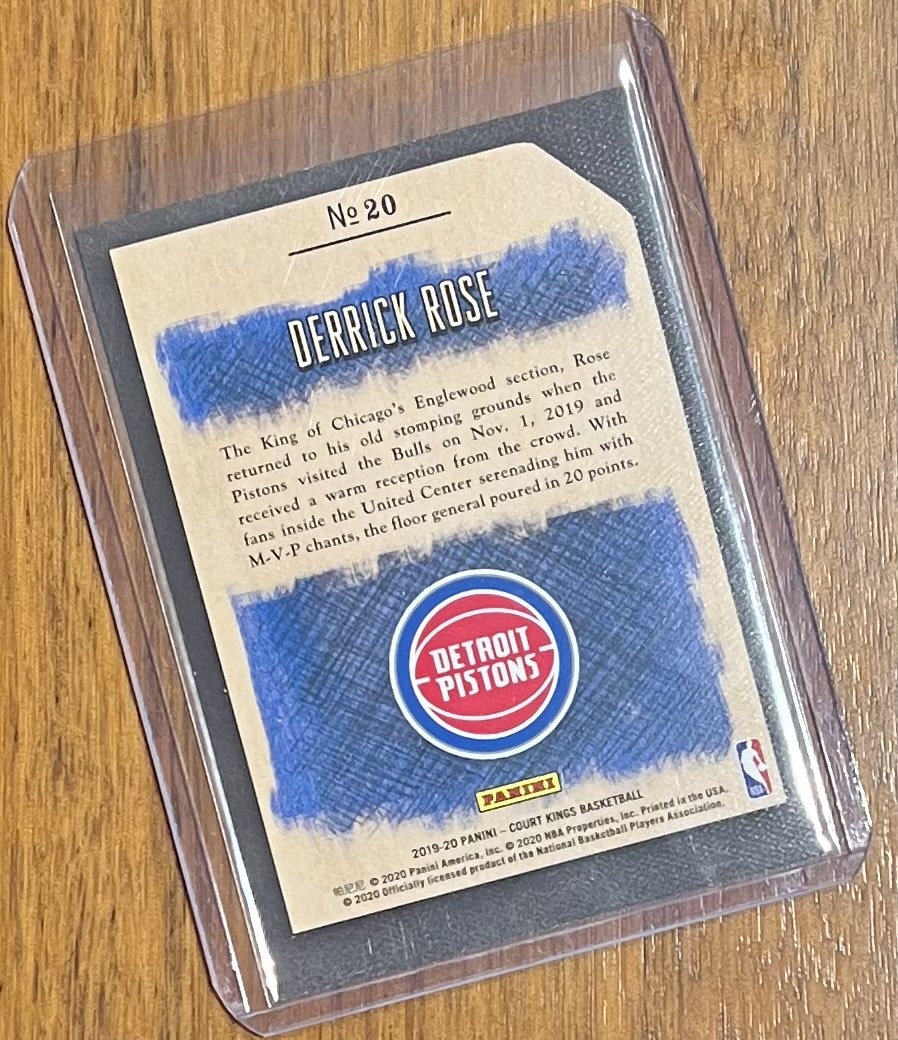 № 20
DERRICK ROSE
The King of Chicago's Englewood section, Rose
returned to his old stomping grounds when the
Pistons visited the Bulls on Nov. 1, 2019 and
received a warm reception from the crowd. With
fans inside the United Center serenading him with
M-V-P chants, the floor general poured in 20 points.
DETROIT
PISTONS
PANINI
NBA
2019-20 PANINI – COURT KINGS BASKETBALL
帕尼尼 © 2020 Panini America, Inc. © 2020 NBA Properties, Inc. Printed in the USA.
© 2020 Officially licensed product of the National Basketball Players Association.